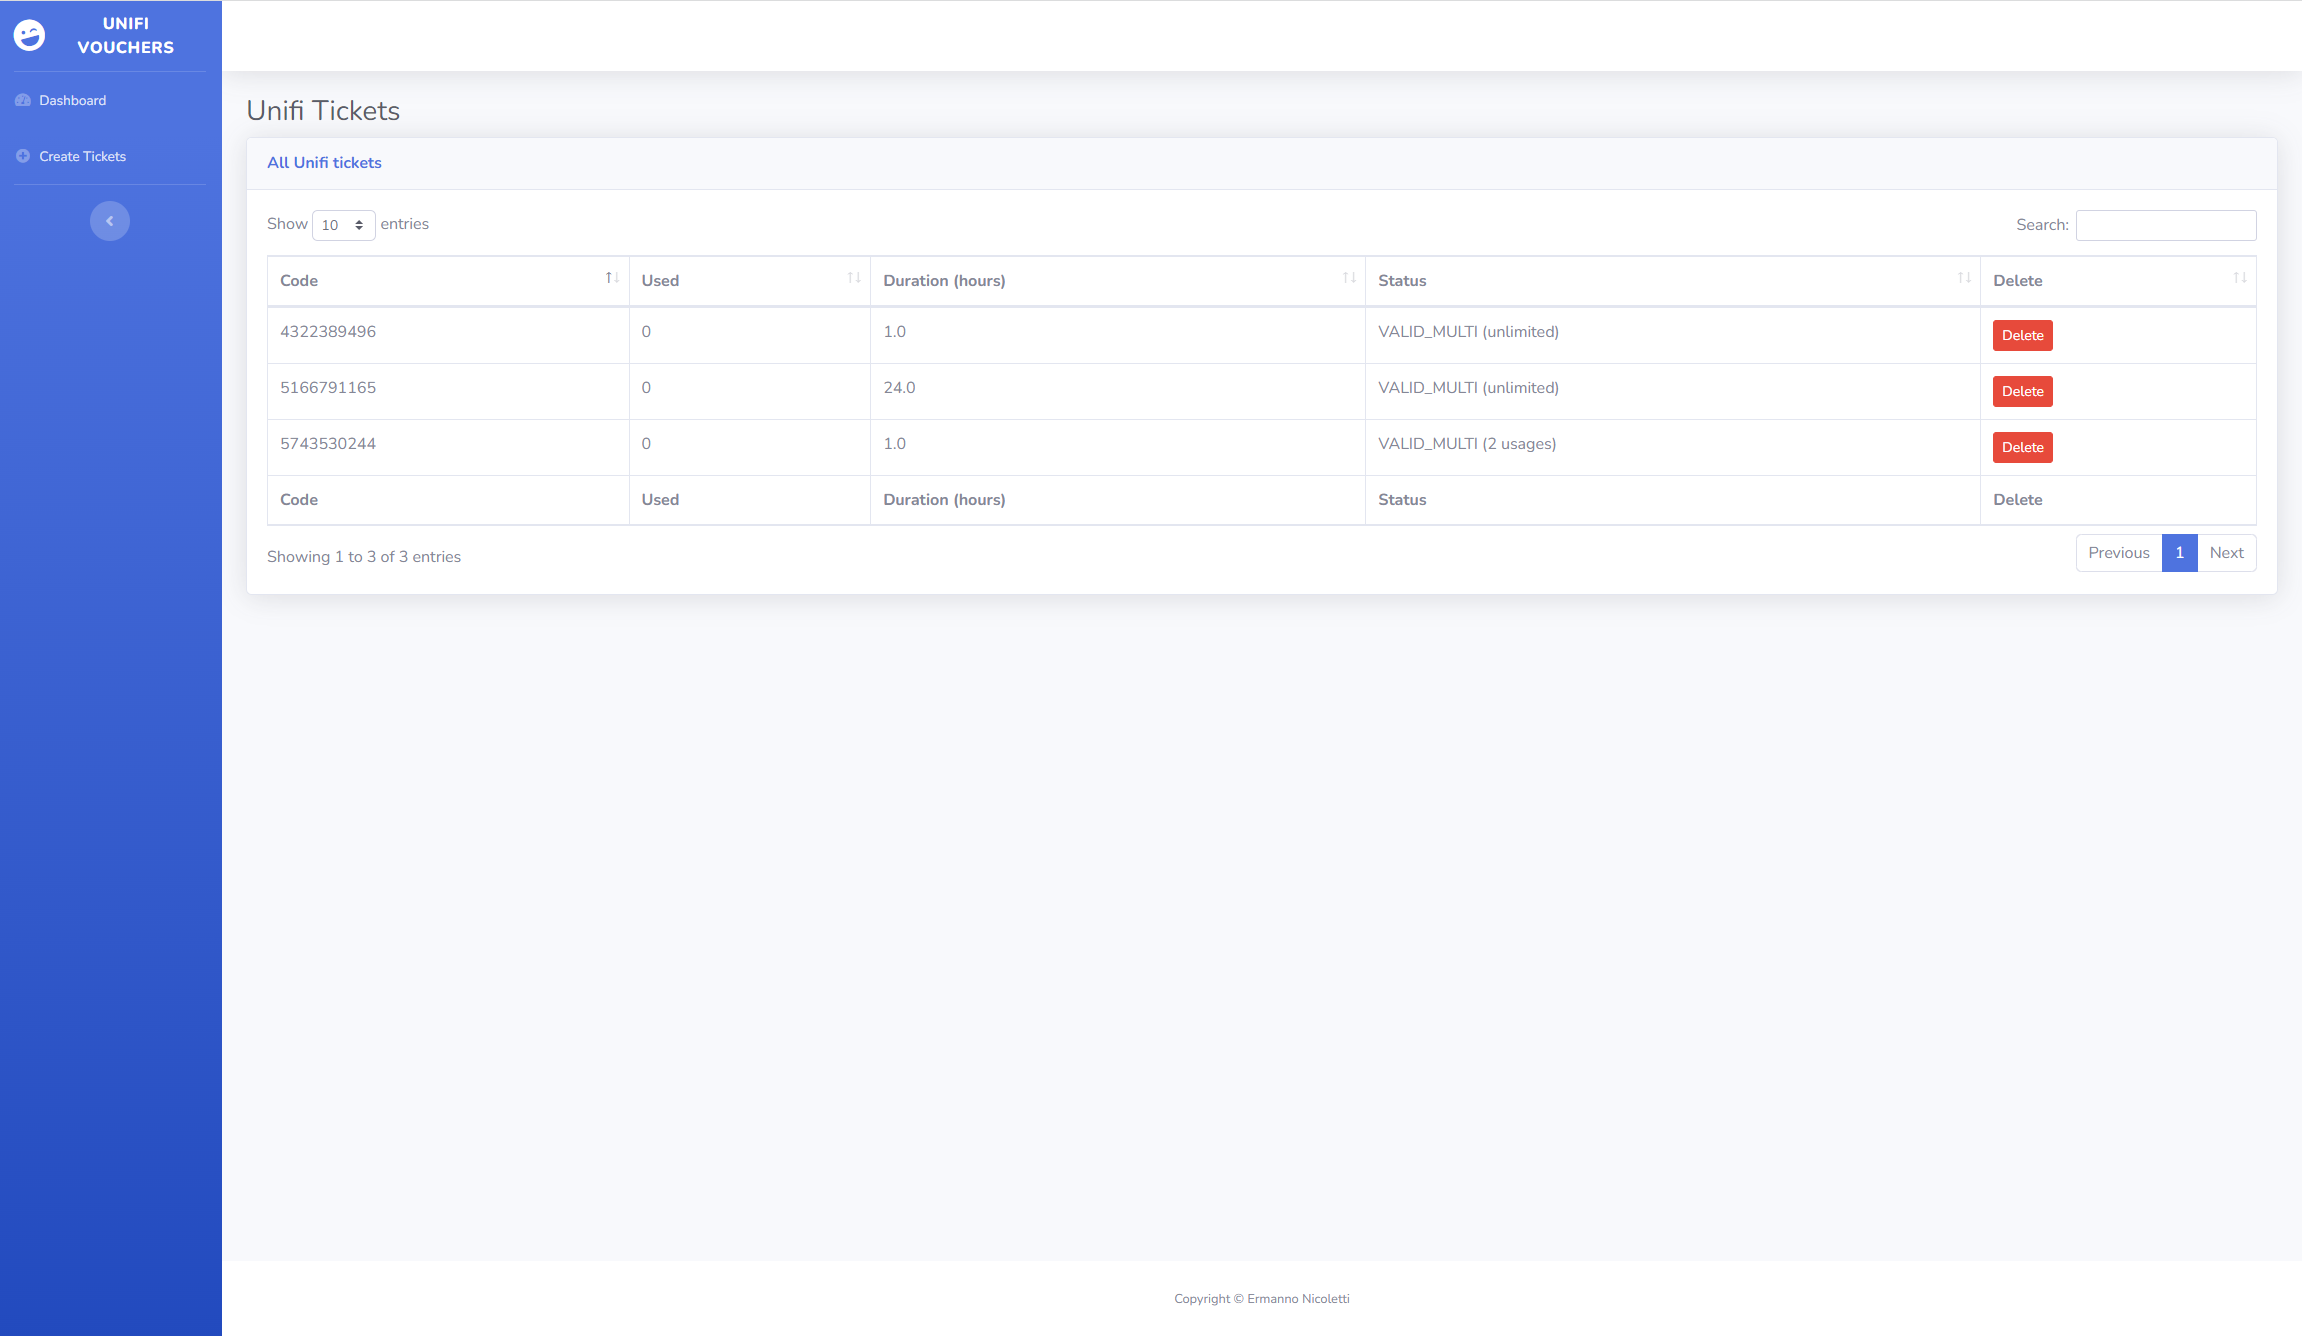 UNIFI
VOUCHERS
Dashboard
Create Tickets
Unifi Tickets
All Unifi tickets
Show 10 entries
Search:
Code Used Duration (hours) Status Delete
4322389496 0 1.0 VALID_MULTI (unlimited) Delete
5166791165 0 24.0 VALID_MULTI (unlimited) Delete
5743530244 0 1.0 VALID_MULTI (2 usages) Delete
Code Used Duration (hours) Status Delete
Showing 1 to 3 of 3 entries
Previous 1 Next
Copyright © Ermanno Nicoletti